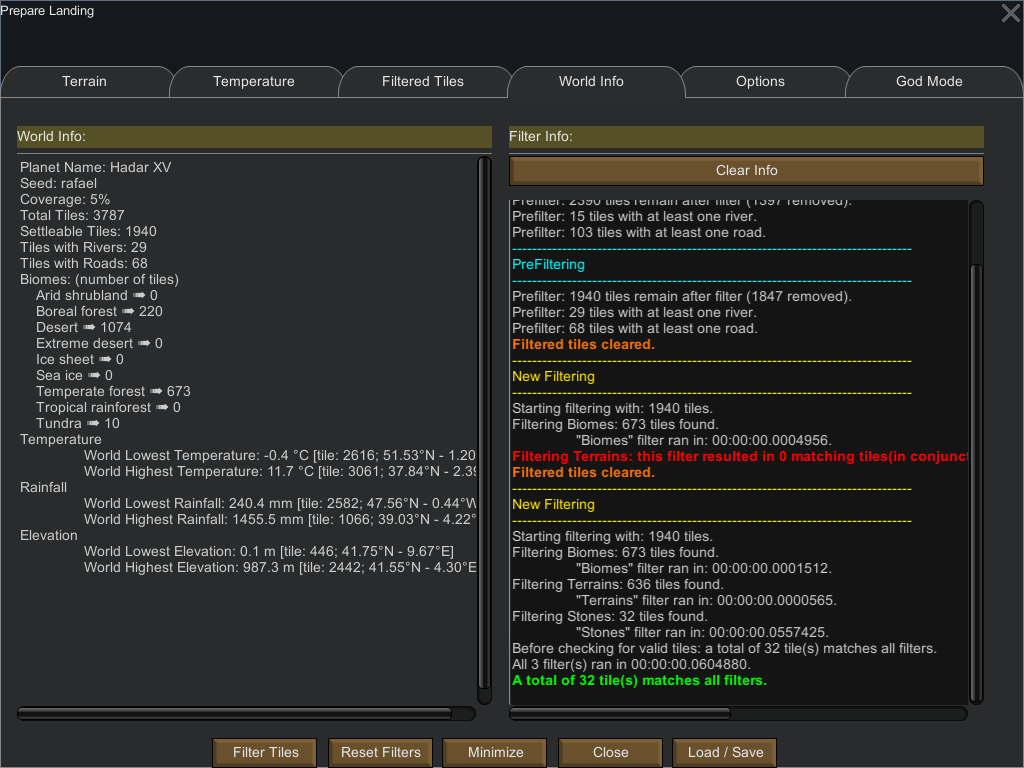 Prepare Landing
Terrain
Temperature
Filtered Tiles
World Info
Options
God Mode
World Info:
Planet Name: Hadar XV
Seed: rafael
Coverage: 5%
Total Tiles: 3787
Settleable Tiles: 1940
Tiles with Rivers: 29
Tiles with Roads: 68
Biomes: (number of tiles)
Arid shrubland ➠ 0
Boreal forest ➠ 220
Desert ➠ 1074
Extreme desert ➠ 0
Ice sheet ➠ 0
Sea ice ➠ 0
Temperate forest ➠ 673
Tropical rainforest ➠ 0
Tundra ➠ 10
Temperature
World Lowest Temperature: -0.4 °C [tile: 2616; 51.53°N - 1.20
World Highest Temperature: 11.7 °C [tile: 3061; 37.84°N - 2.39
Rainfall
World Lowest Rainfall: 240.4 mm [tile: 2582; 47.56°N - 0.44°W
World Highest Rainfall: 1455.5 mm [tile: 1066; 39.03°N - 4.22°
Elevation
World Lowest Elevation: 0.1 m [tile: 446; 41.75°N - 9.67°E]
World Highest Elevation: 987.3 m [tile: 2442; 41.55°N - 4.30°E
Filter Info:
Clear Info
Prefilter: 2390 tiles remain after filter (1397 removed).
Prefilter: 15 tiles with at least one river.
Prefilter: 103 tiles with at least one road.
--------------------------------------------------------------------------------
PreFiltering
--------------------------------------------------------------------------------
Prefilter: 1940 tiles remain after filter (1847 removed).
Prefilter: 29 tiles with at least one river.
Prefilter: 68 tiles with at least one road.
Filtered tiles cleared.
--------------------------------------------------------------------------------
New Filtering
--------------------------------------------------------------------------------
Starting filtering with: 1940 tiles.
Filtering Biomes: 673 tiles found.
"Biomes" filter ran in: 00:00:00.0004956.
Filtering Terrains: this filter resulted in 0 matching tiles(in conjunct
Filtered tiles cleared.
--------------------------------------------------------------------------------
New Filtering
--------------------------------------------------------------------------------
Starting filtering with: 1940 tiles.
Filtering Biomes: 673 tiles found.
"Biomes" filter ran in: 00:00:00.0001512.
Filtering Terrains: 636 tiles found.
"Terrains" filter ran in: 00:00:00.0000565.
Filtering Stones: 32 tiles found.
"Stones" filter ran in: 00:00:00.0557425.
Before checking for valid tiles: a total of 32 tile(s) matches all filters.
All 3 filter(s) ran in 00:00:00.0604880.
A total of 32 tile(s) matches all filters.
Filter Tiles
Reset Filters
Minimize
Close
Load / Save